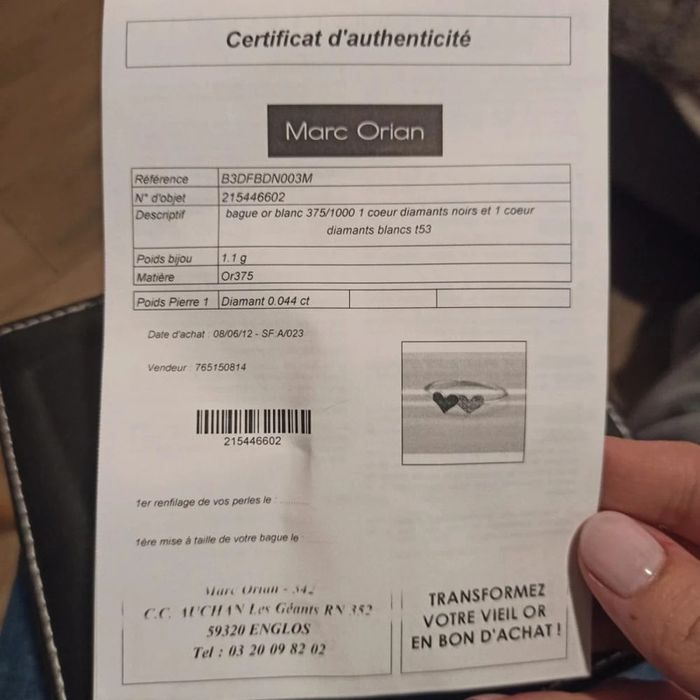 Certificat d'authenticité
Marc Orian
Référence B3DFBDN003M
N° d'objet 215446602
Descriptif bague or blanc 375/1000 1 coeur diamants noirs et 1 coeur
diamants blancs t53
Poids bijou 1.1 g
Matière Or375
Poids Pierre 1 Diamant 0.044 ct
Date d'achat : 08/06/12 - SF:A/023
Vendeur : 765150814
215446602
1er renfilage de vos perles le :
1ère mise à taille de votre bague le
Marc Orian - 342
C.C. AUCHAN Les Géants RN 352
59320 ENGLOS
Tel : 03 20 09 82 02
TRANSFORMEZ
VOTRE VIEIL OR
EN BON D'ACHAT !